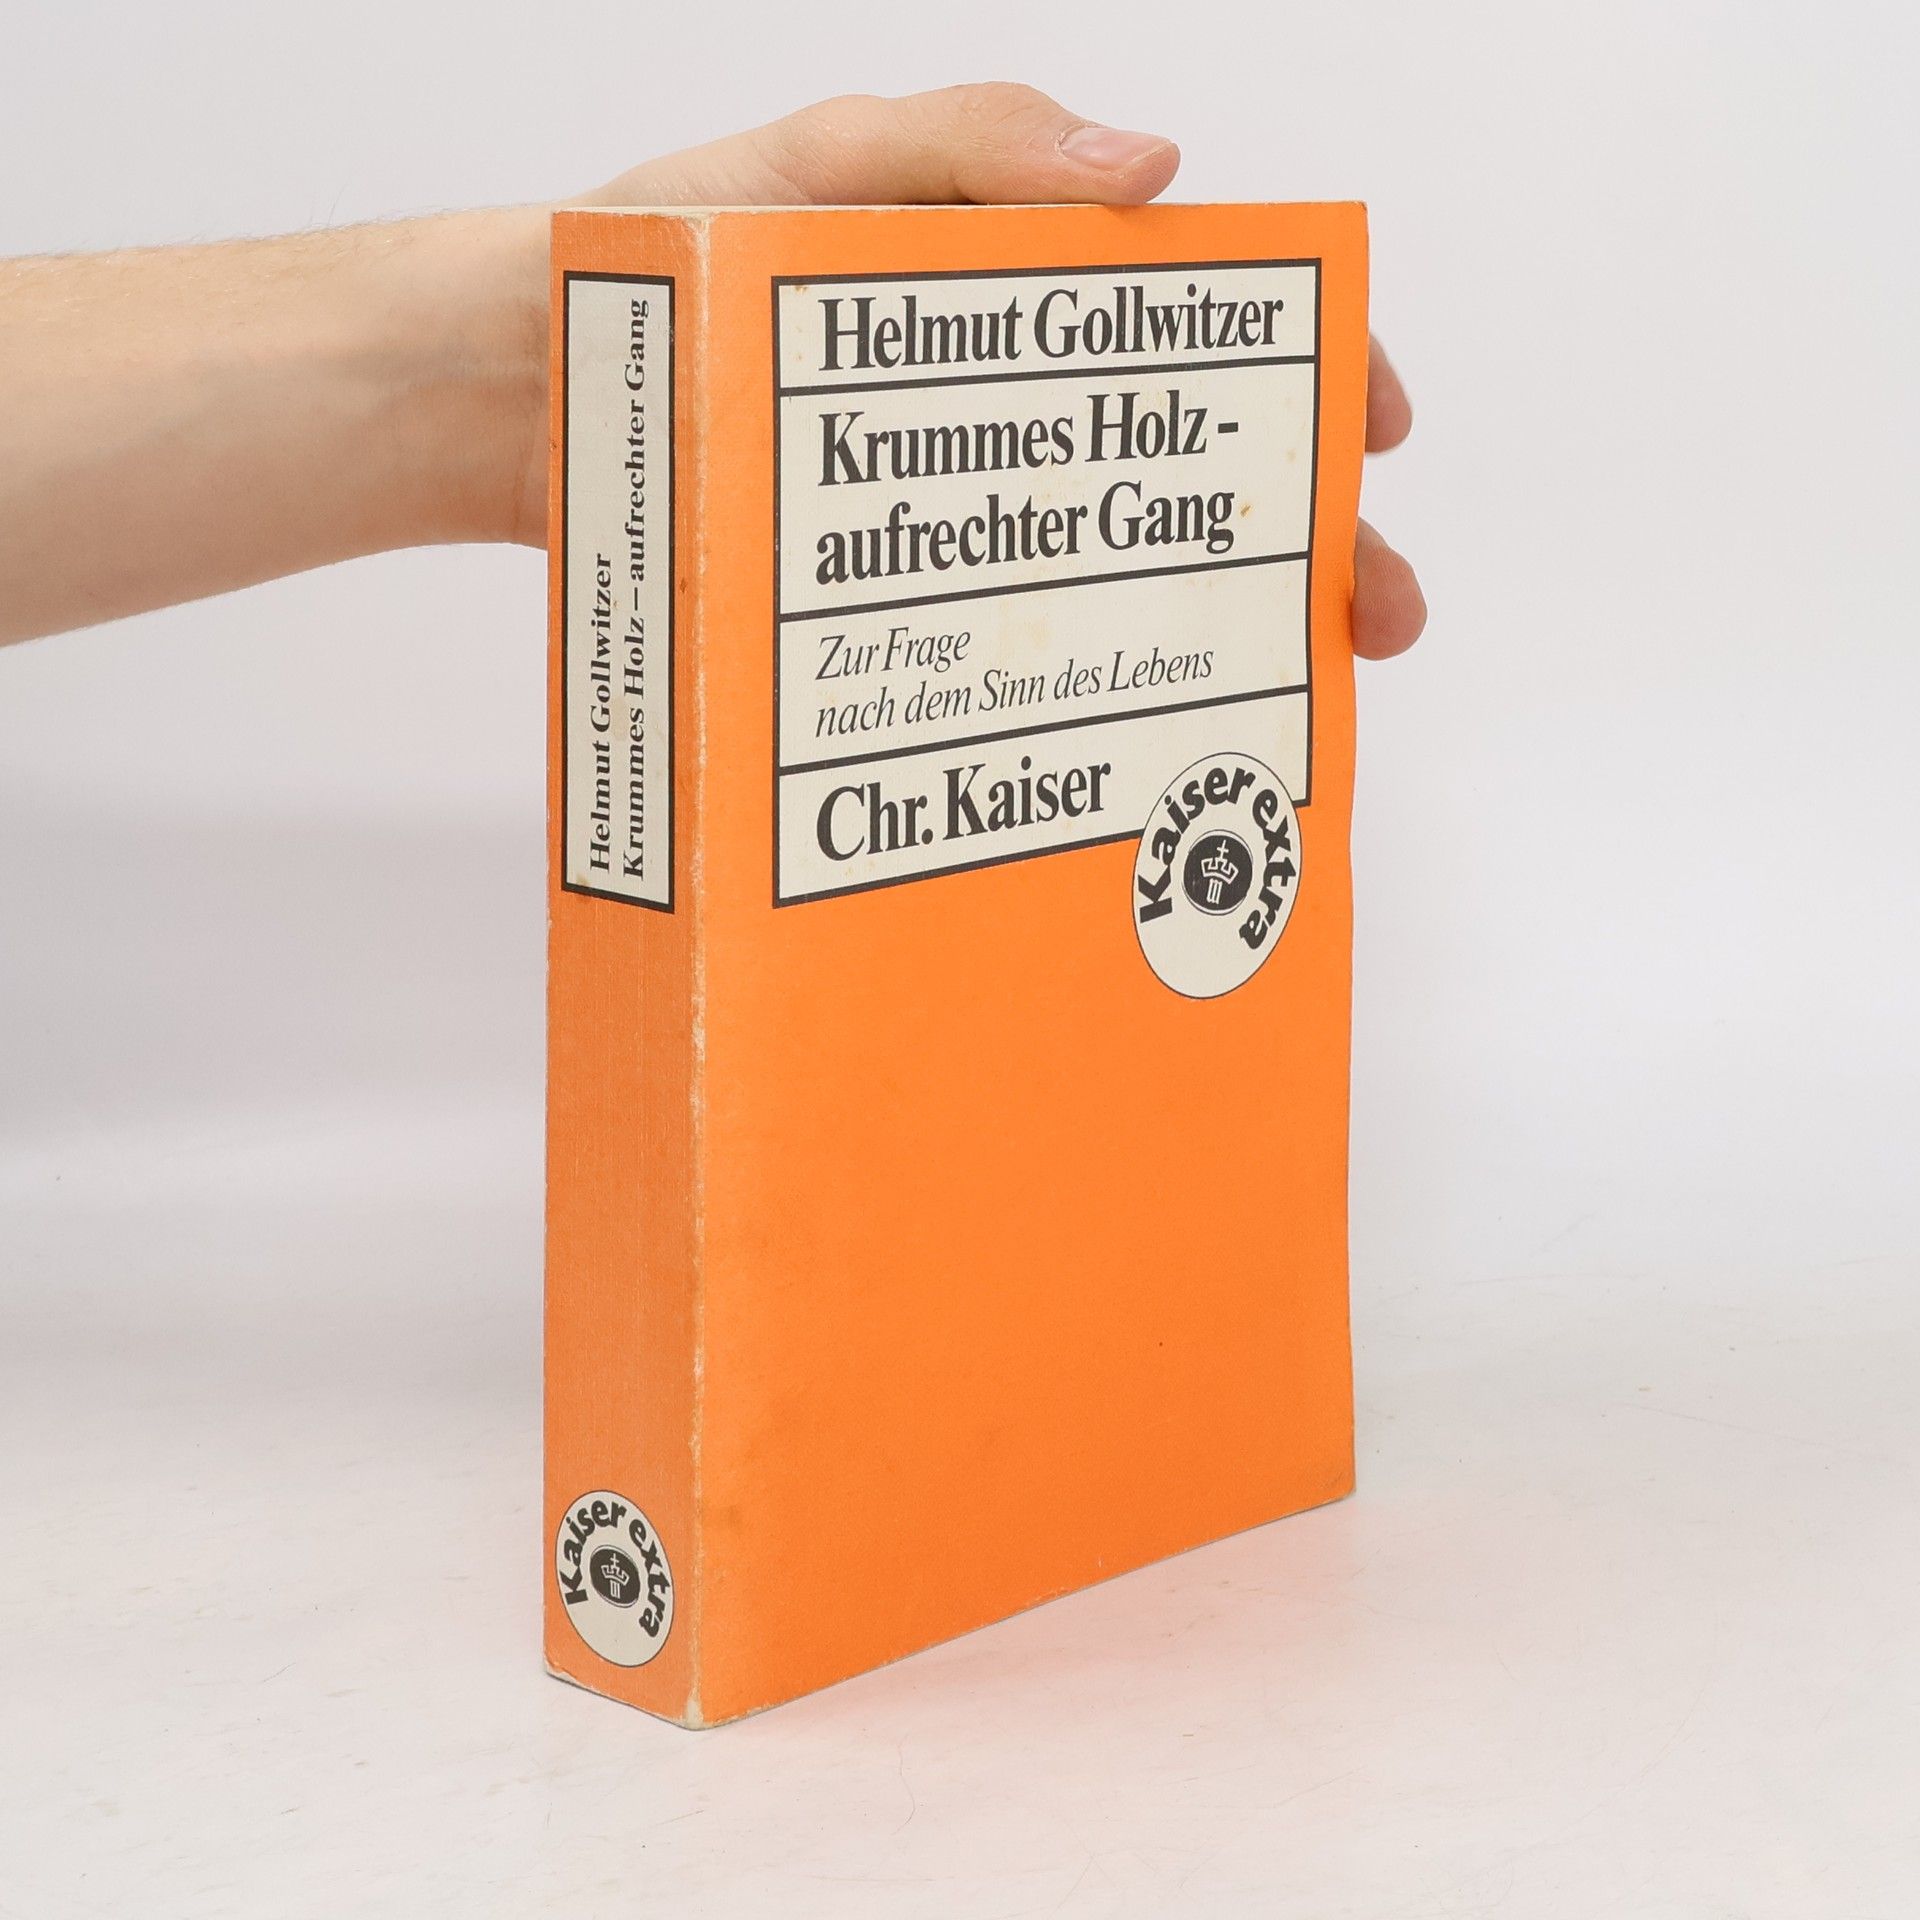 Helmut Gollwitzer
Krummes Holz – aufrechter Gang
Kaiser extra
Helmut Gollwitzer
Krummes Holz -
aufrechter Gang
Zur Frage
nach dem Sinn des Lebens
Chr. Kaiser
Kaiser extra